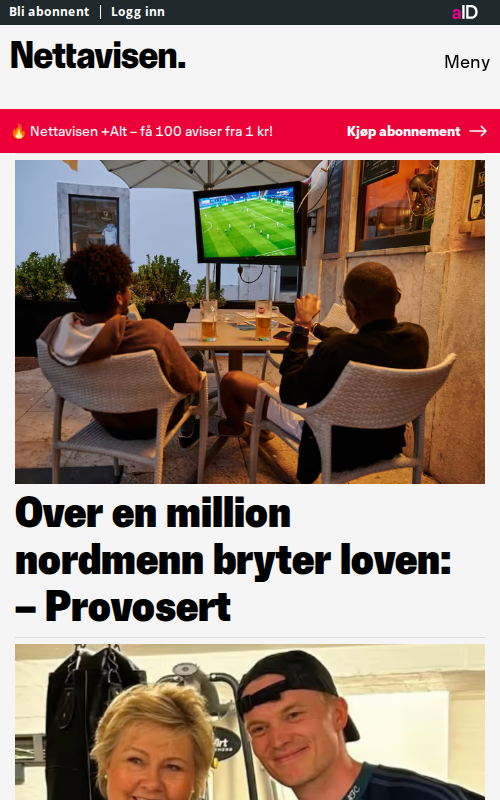 Bli abonnent
Logg inn
aID
Nettavisen.
Meny
🔥 Nettavisen +Alt – få 100 aviser fra 1 kr!
Kjøp abonnement →
Over en million
nordmenn bryter loven:
– Provosert